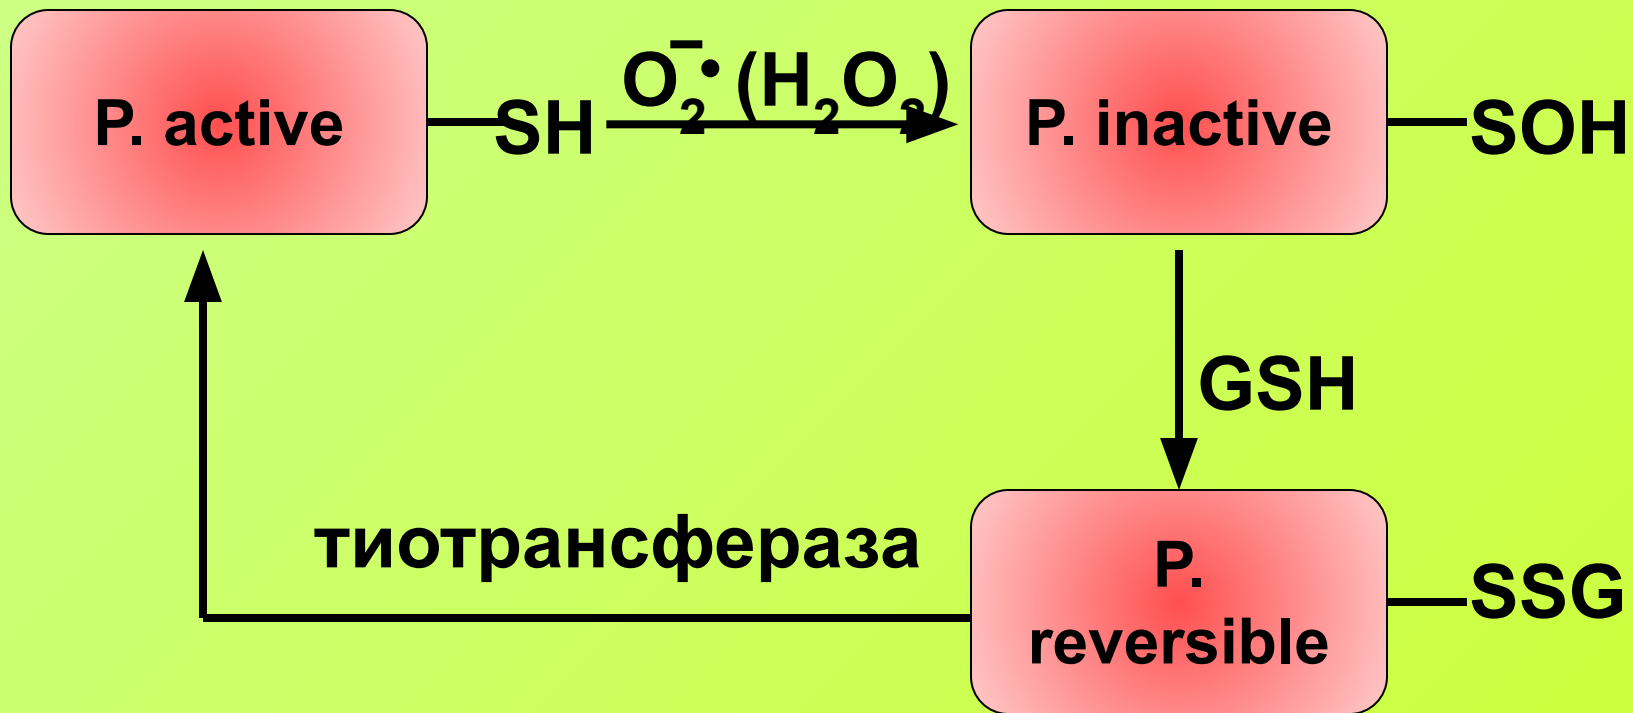 P. active
SH
O₂⁻• (H₂O₂)
P. inactive
SOH
GSH
тиотрансфераза
P.
reversible
SSG